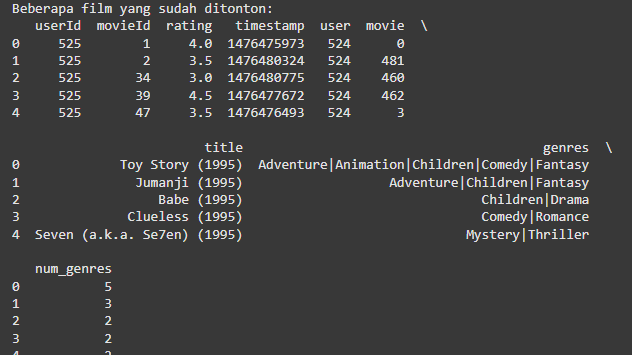 Beberapa film yang sudah ditonton:
userId movieId rating timestamp user movie \
0 525 1 4.0 1476475973 524 0
1 525 2 3.5 1476480324 524 481
2 525 34 3.0 1476480775 524 460
3 525 39 4.5 1476477672 524 462
4 525 47 3.5 1476476493 524 3
title genres \
0 Toy Story (1995) Adventure|Animation|Children|Comedy|Fantasy
1 Jumanji (1995) Adventure|Children|Fantasy
2 Babe (1995) Children|Drama
3 Clueless (1995) Comedy|Romance
4 Seven (a.k.a. Se7en) (1995) Mystery|Thriller
num_genres
0 5
1 3
2 2
3 2
4 2